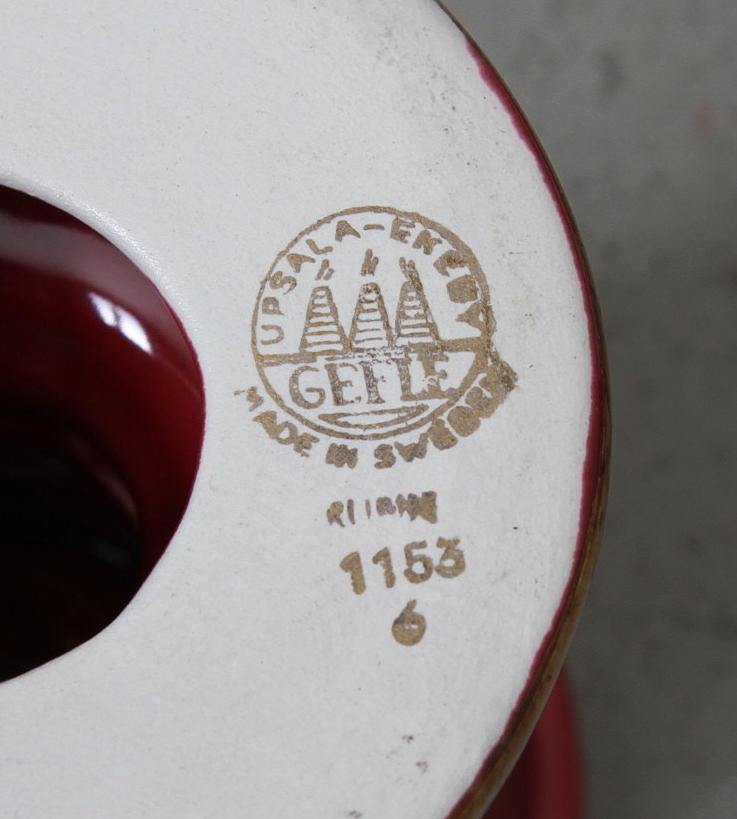 UPSALA-EKEBY
GEFLE
MADE IN SWEDEN
1153
6